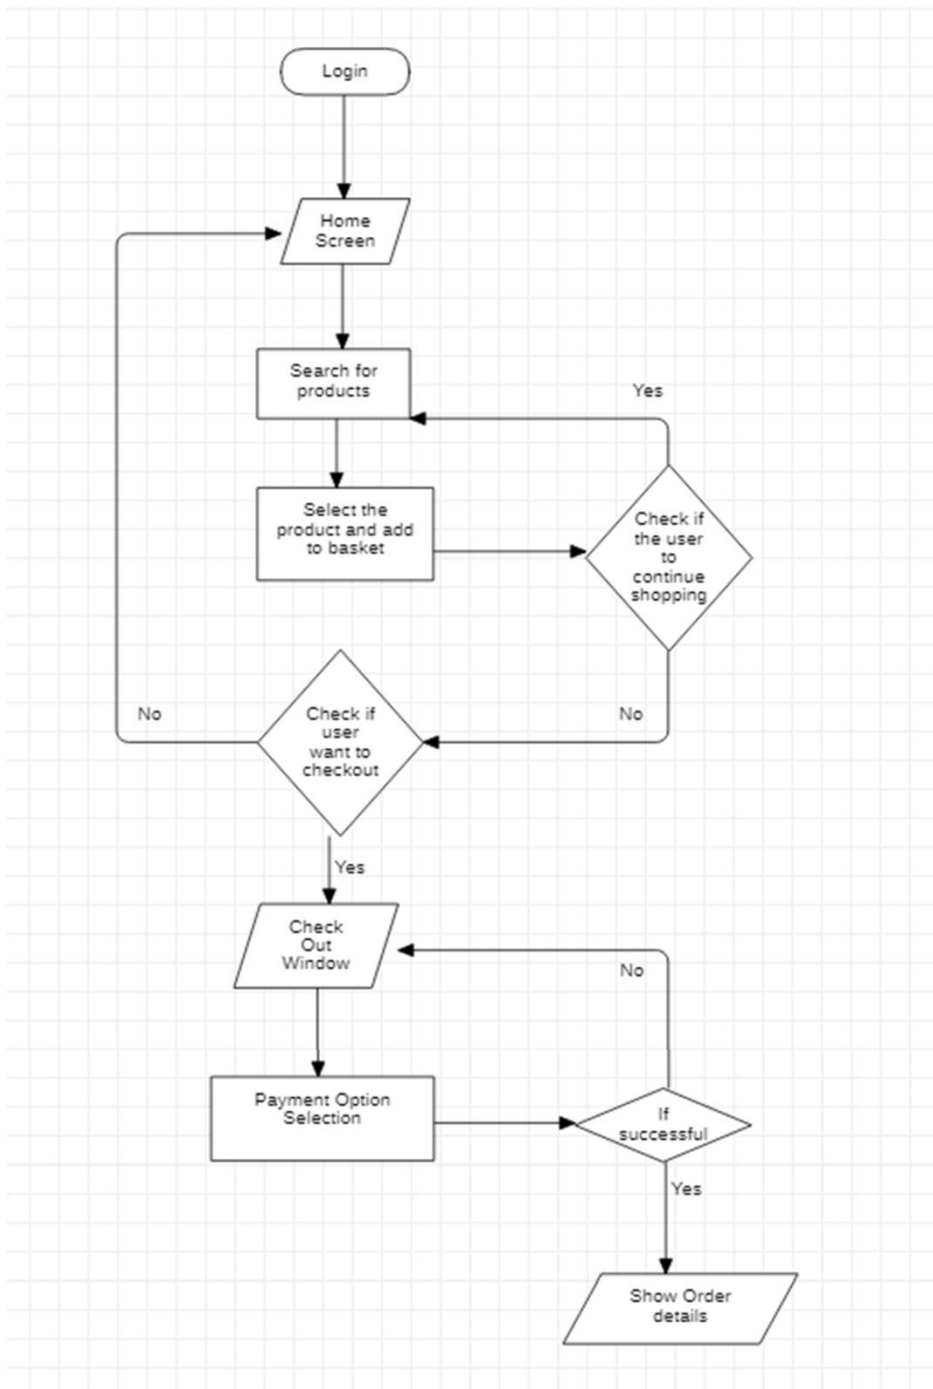 Login
Home
Screen
Search for
products
Yes
Select the
product and add
to basket
Check if
the user
to
continue
shopping
No
Check if
user
want to
checkout
No
Yes
Check
Out
Window
No
Payment Option
Selection
If
successful
Yes
Show Order
details